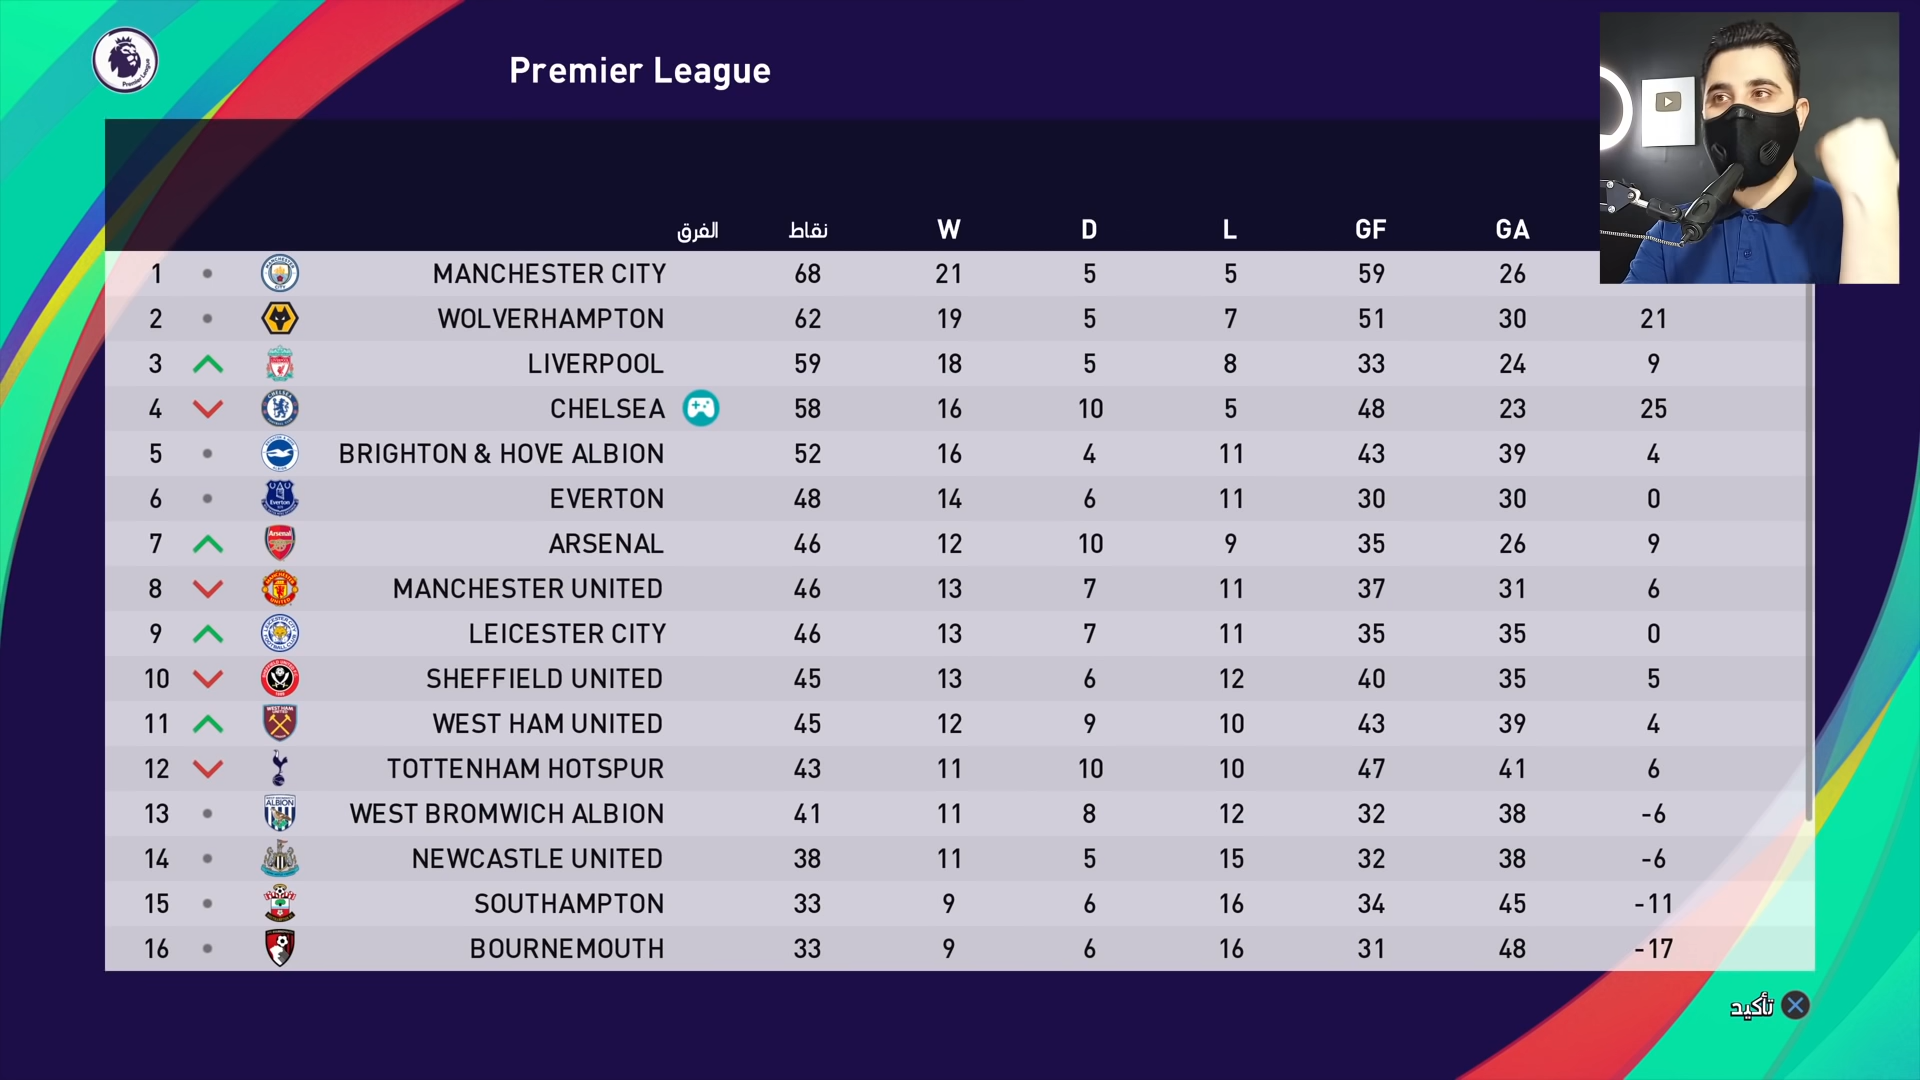 Premier League
الفرق نقاط W D L GF GA
1 MANCHESTER CITY 68 21 5 5 59 26
2 WOLVERHAMPTON 62 19 5 7 51 30 21
3 LIVERPOOL 59 18 5 8 33 24 9
4 CHELSEA 58 16 10 5 48 23 25
5 BRIGHTON & HOVE ALBION 52 16 4 11 43 39 4
6 EVERTON 48 14 6 11 30 30 0
7 ARSENAL 46 12 10 9 35 26 9
8 MANCHESTER UNITED 46 13 7 11 37 31 6
9 LEICESTER CITY 46 13 7 11 35 35 0
10 SHEFFIELD UNITED 45 13 6 12 40 35 5
11 WEST HAM UNITED 45 12 9 10 43 39 4
12 TOTTENHAM HOTSPUR 43 11 10 10 47 41 6
13 WEST BROMWICH ALBION 41 11 8 12 32 38 -6
14 NEWCASTLE UNITED 38 11 5 15 32 38 -6
15 SOUTHAMPTON 33 9 6 16 34 45 -11
16 BOURNEMOUTH 33 9 6 16 31 48 -17
تأكيد